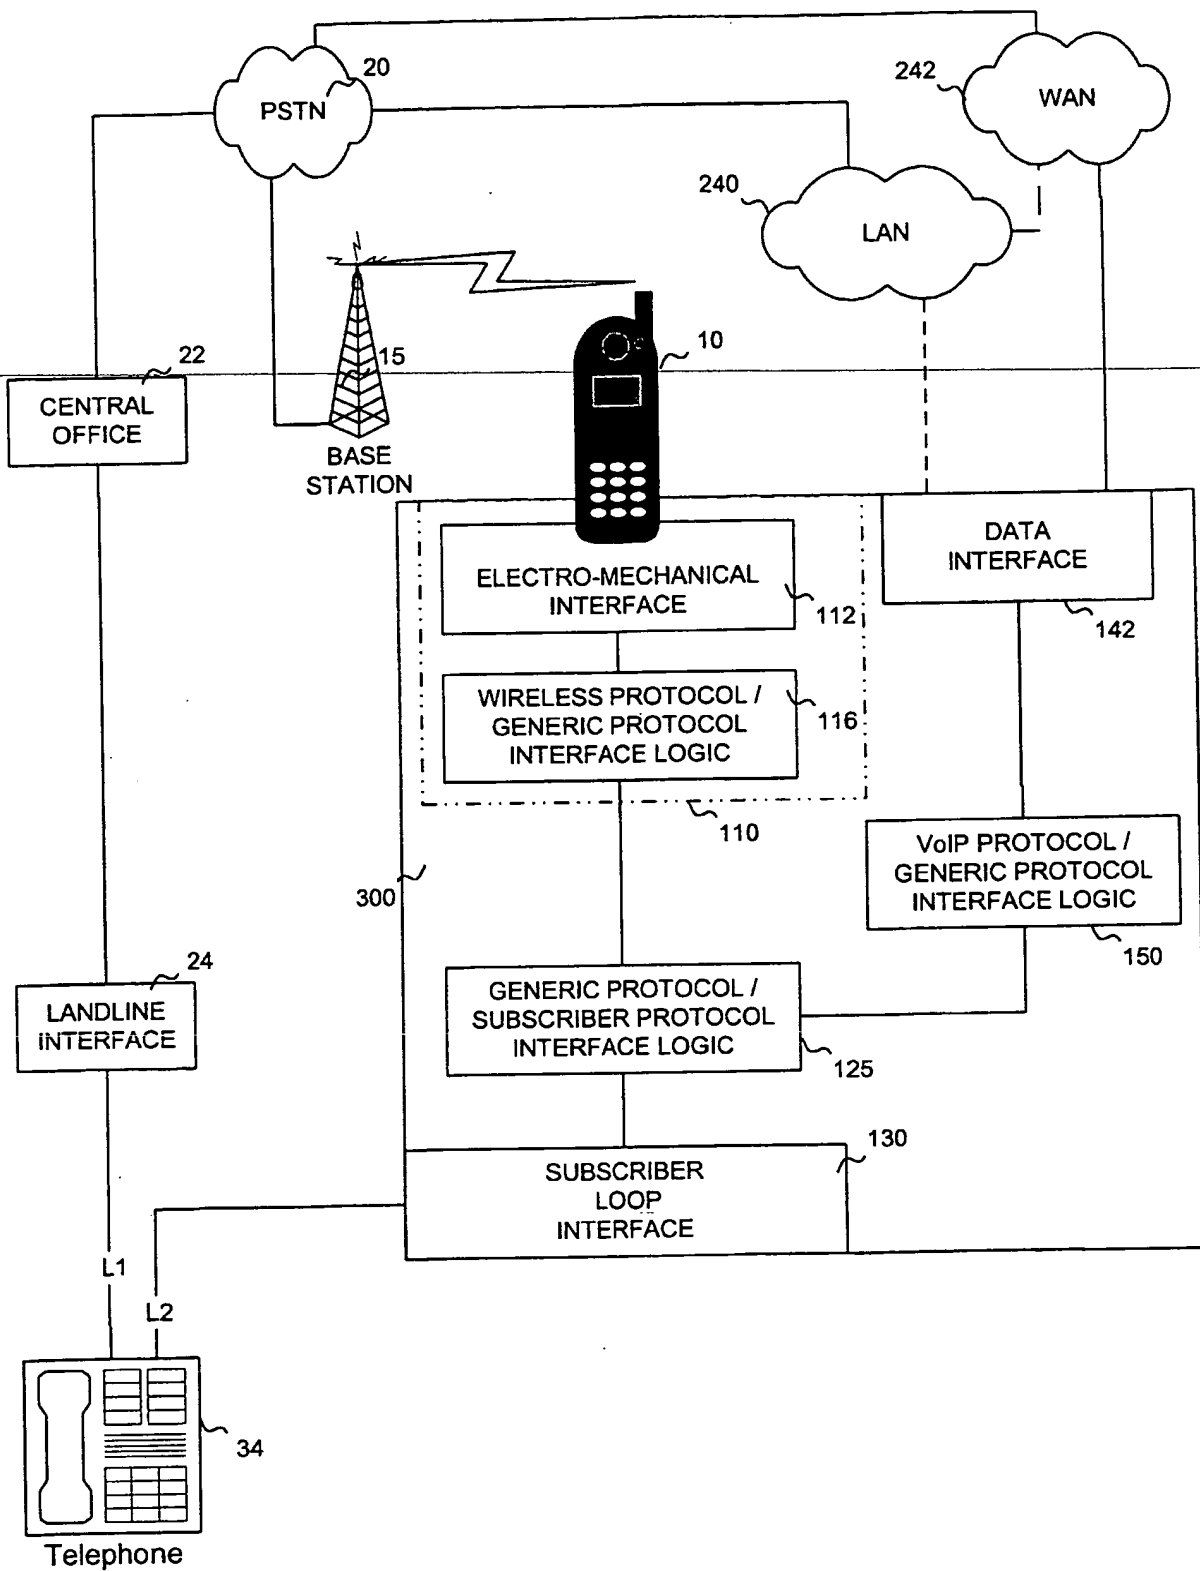 20
PSTN
242
WAN
240
LAN
22
15
10
CENTRAL
OFFICE
BASE
STATION
DATA
INTERFACE
ELECTRO-MECHANICAL
INTERFACE
112
142
WIRELESS PROTOCOL /
GENERIC PROTOCOL
INTERFACE LOGIC
116
110
VoIP PROTOCOL /
GENERIC PROTOCOL
INTERFACE LOGIC
300
150
24
LANDLINE
INTERFACE
GENERIC PROTOCOL /
SUBSCRIBER PROTOCOL
INTERFACE LOGIC
125
130
SUBSCRIBER
LOOP
INTERFACE
L1
L2
34
Telephone